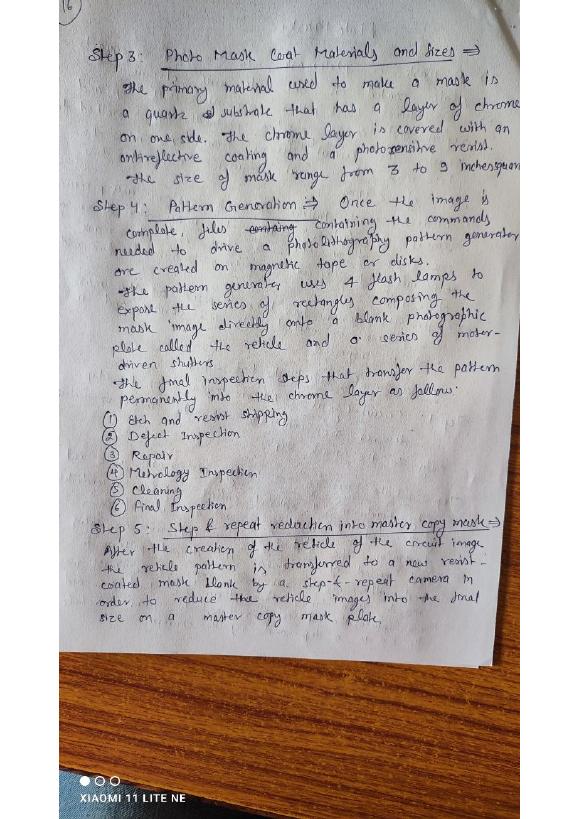 16
Step 3: Photo Mask Coat Materials and sizes ⇒
The primary material used to make a mask is
a quartz substrate that has a layer of chrome
on one side. The chrome layer is covered with an
antireflective coating and a photosensitive resist.
The size of mask range from 3 to 9 inchessquare
Step 4: Pattern Generation ⇒ Once the image is
complete, files containg containing the commands
needed to drive a photolithography pattern generator
are created on magnetic tape or disks.
The pattern generator uses 4 flash lamps to
expose the series of rectangles composing the
mask image directly onto a blank photographic
plate called the reticle and a series of motor-
driven shutters
The final inspection steps that transfer the pattern
permanently into the chrome layer as follow.
① Etch and resist stripping
② Defect Inspection
③ Repair
④ Metrology Inspection
⑤ cleaning
⑥ Final Inspection
Step 5: Step & repeat reduction into master copy mask ⇒
After the creation of the reticle of the circuit image
the reticle pattern is transferred to a new resist-
coated mask blank by a step-&-repeat camera in
order to reduce the reticle images into the final
size on a master copy mask plate.
XIAOMI 11 LITE NE